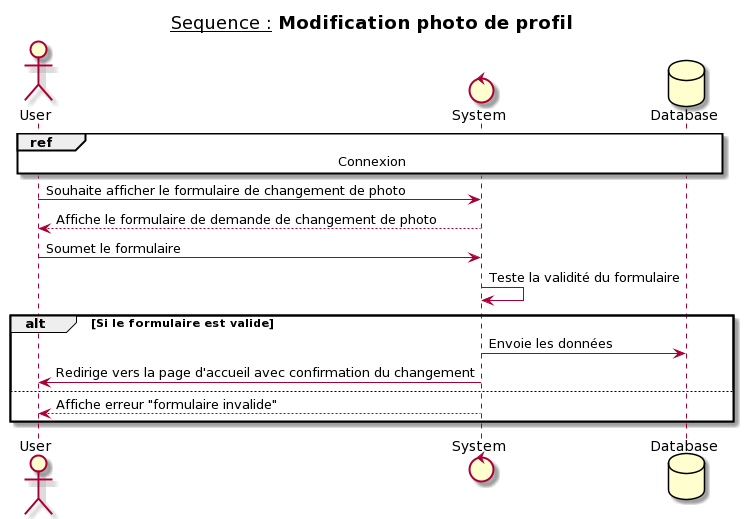 Sequence : Modification photo de profil
User
System
Database
ref
Connexion
Souhaite afficher le formulaire de changement de photo
Affiche le formulaire de demande de changement de photo
Soumet le formulaire
Teste la validité du formulaire
alt [Si le formulaire est valide]
Envoie les données
Redirige vers la page d'accueil avec confirmation du changement
Affiche erreur "formulaire invalide"
User
System
Database